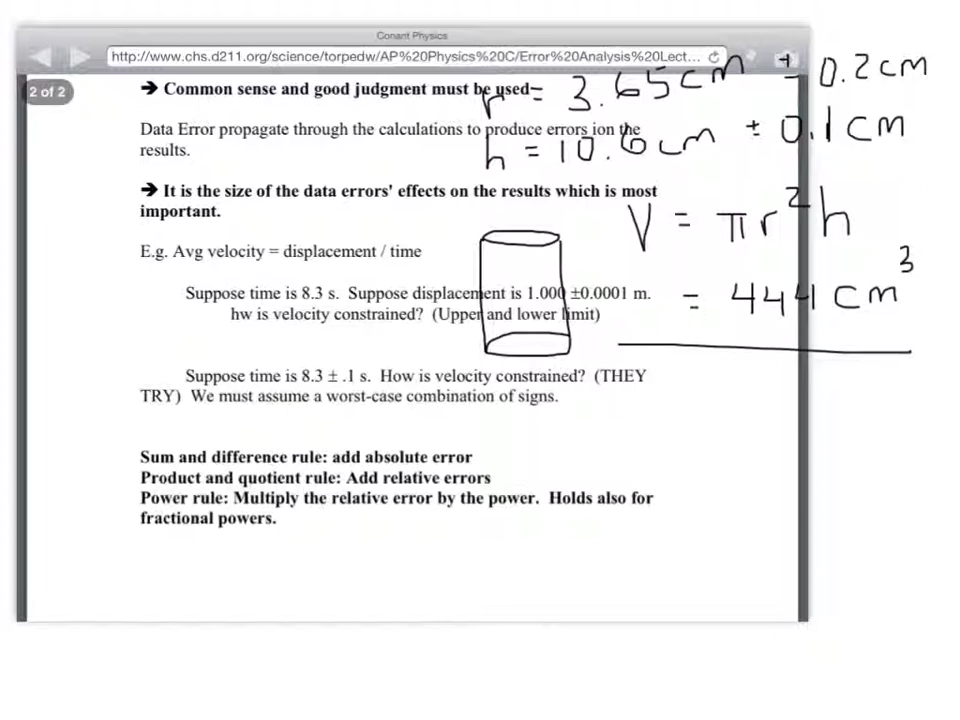 Conant Physics
http://www.chs.d211.org/science/torpedw/AP%20Physics%20C/Error%20Analysis%20Lect...
2 of 2
➔ Common sense and good judgment must be used
r = 3.65 cm ± 0.2 cm
Data Error propagate through the calculations to produce errors ion the
results.
h = 10.6 cm ± 0.1 cm
➔ It is the size of the data errors' effects on the results which is most
important.
V = πr²h
E.g. Avg velocity = displacement / time
= 444 cm³
Suppose time is 8.3 s. Suppose displacement is 1.000 ±0.0001 m.
hw is velocity constrained? (Upper and lower limit)
Suppose time is 8.3 ± .1 s. How is velocity constrained? (THEY
TRY) We must assume a worst-case combination of signs.
Sum and difference rule: add absolute error
Product and quotient rule: Add relative errors
Power rule: Multiply the relative error by the power. Holds also for
fractional powers.